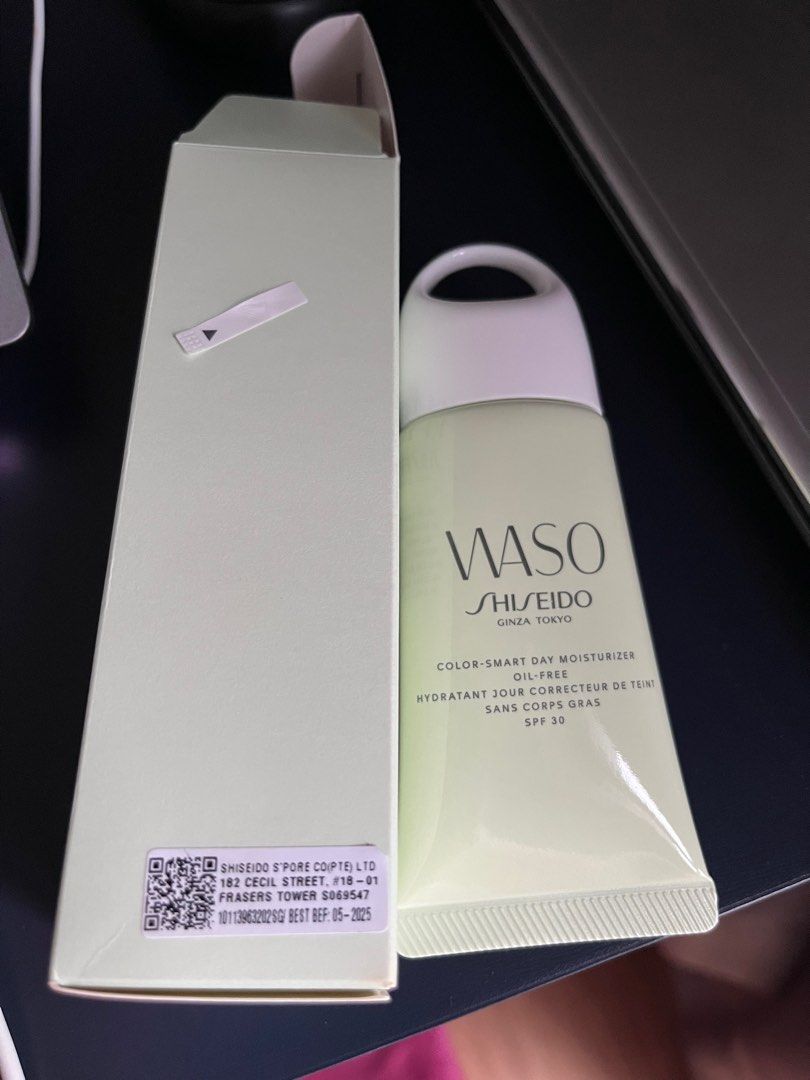 WASO
SHISEIDO
GINZA TOKYO
COLOR-SMART DAY MOISTURIZER
OIL-FREE
HYDRATANT JOUR CORRECTEUR DE TEINT
SANS CORPS GRAS
SPF 30
SHISEIDO S'PORE CO(PTE) LTD
182 CECIL STREET, #18-01
FRASERS TOWER S069547
10113963202SG/ BEST BEF: 05-2025